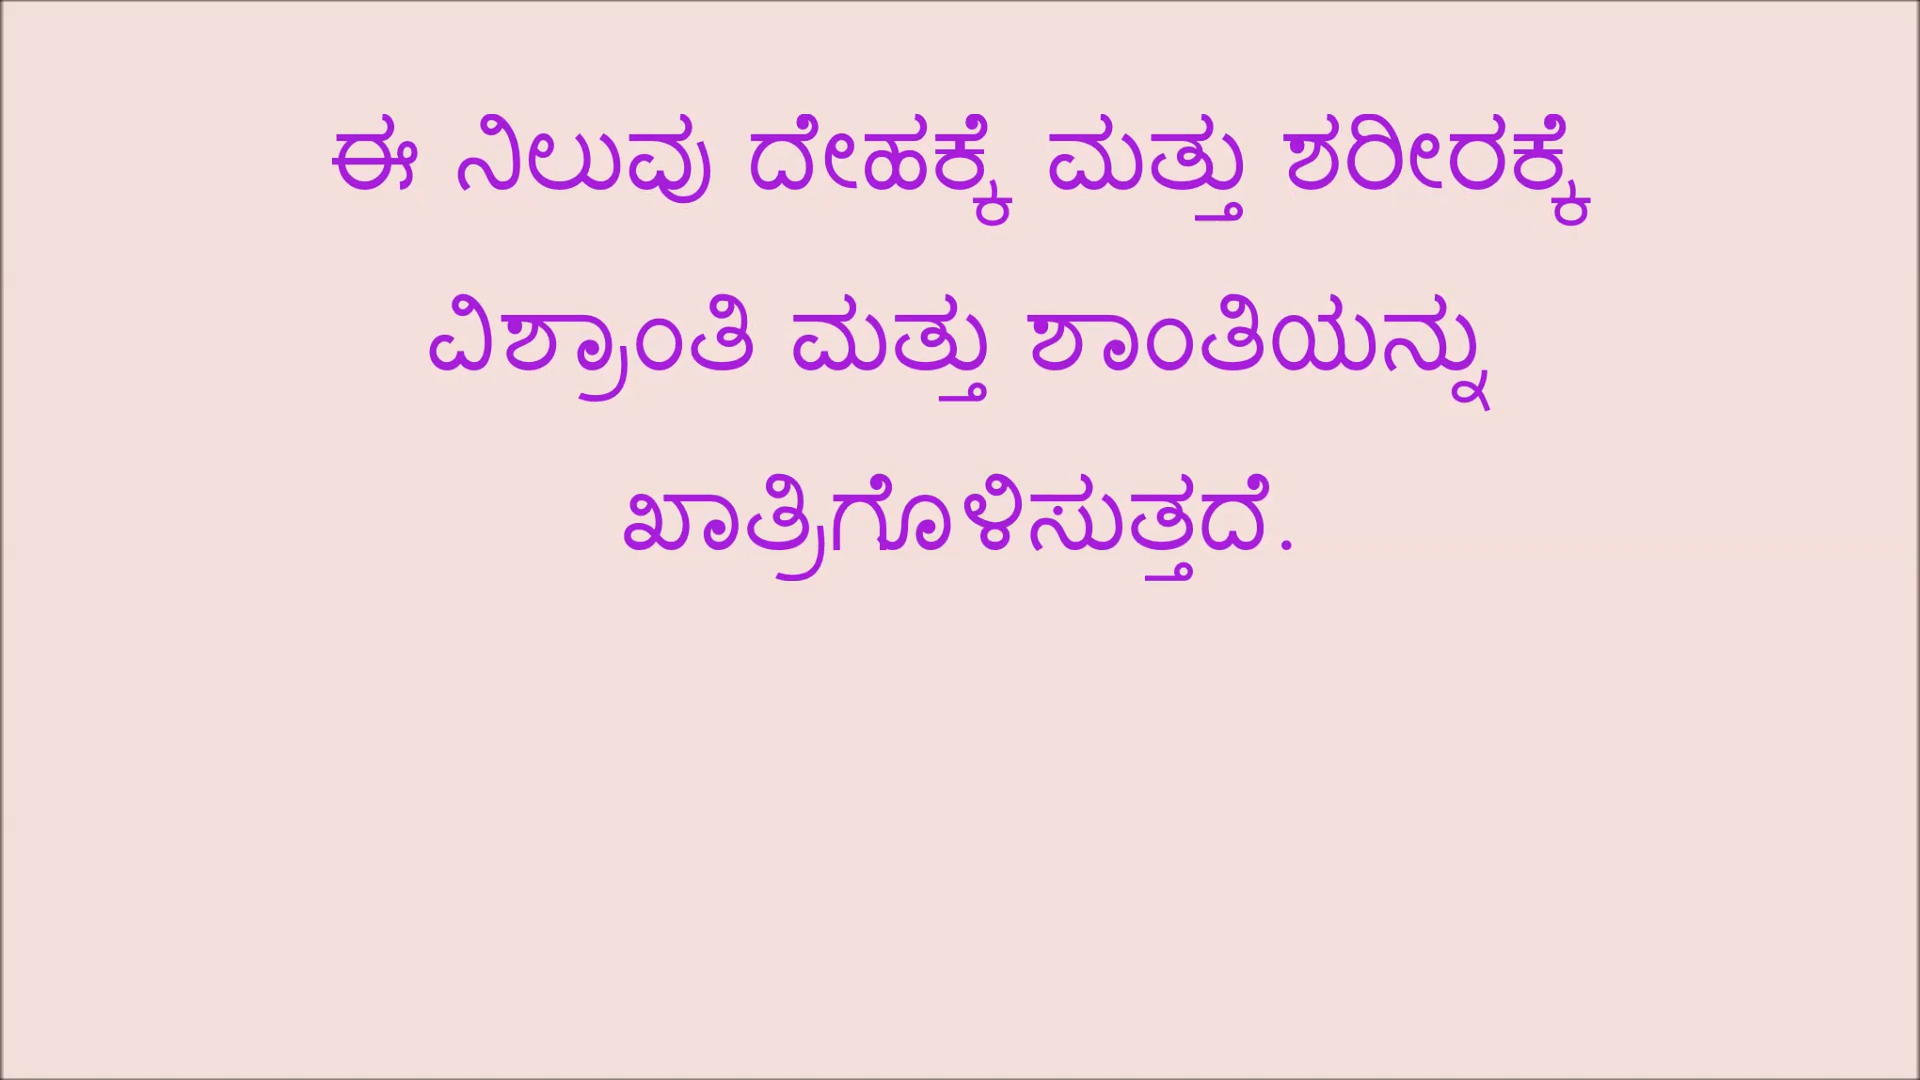 ಈ ನಿಲುವು ದೇಹಕ್ಕೆ ಮತ್ತು ಶರೀರಕ್ಕೆ
ವಿಶ್ರಾಂತಿ ಮತ್ತು ಶಾಂತಿಯನ್ನು
ಖಾತ್ರಿಗೊಳಿಸುತ್ತದೆ.